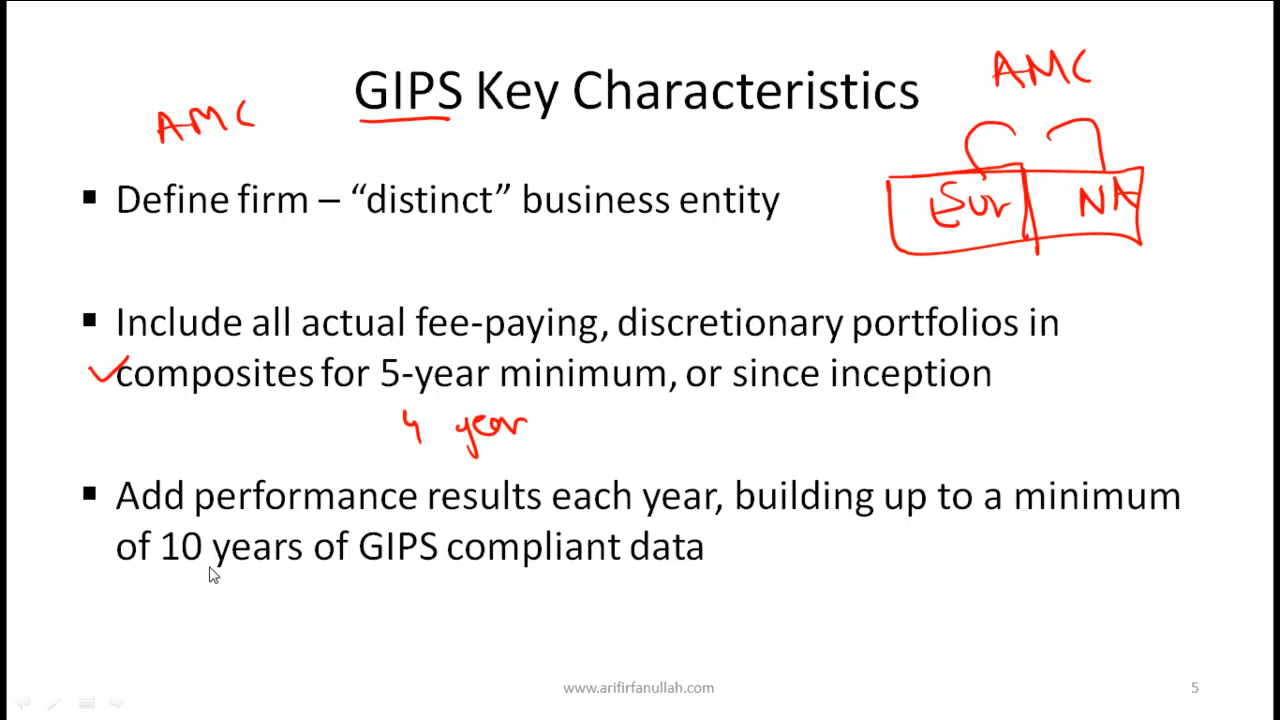 AMC
GIPS Key Characteristics
AMC
▪ Define firm – “distinct” business entity
Eur
NA
▪ Include all actual fee-paying, discretionary portfolios in
composites for 5-year minimum, or since inception
4 year
▪ Add performance results each year, building up to a minimum
of 10 years of GIPS compliant data
www.arifirfanullah.com
5